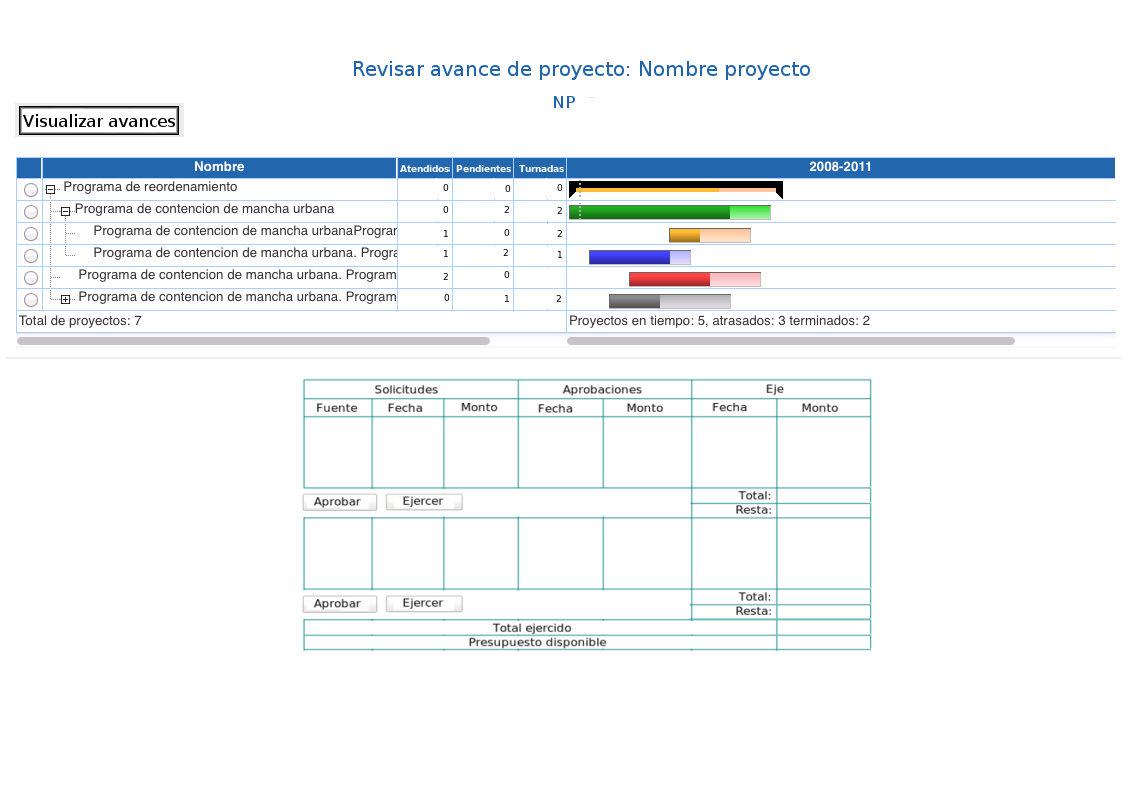 Revisar avance de proyecto: Nombre proyecto
NP
Visualizar avances
Nombre Atendidos Pendientes Turnadas 2008-2011
Programa de reordenamiento 0 0 0
Programa de contencion de mancha urbana 0 2 2
Programa de contencion de mancha urbanaPrograr 1 0 2
Programa de contencion de mancha urbana. Progra 1 2 1
Programa de contencion de mancha urbana. Program 2 0
Programa de contencion de mancha urbana. Program 0 1 2
Total de proyectos: 7 Proyectos en tiempo: 5, atrasados: 3 terminados: 2
Solicitudes Aprobaciones Eje
Fuente Fecha Monto Fecha Monto Fecha Monto
Aprobar Ejercer Total:
Resta:
Aprobar Ejercer Total:
Resta:
Total ejercido
Presupuesto disponible